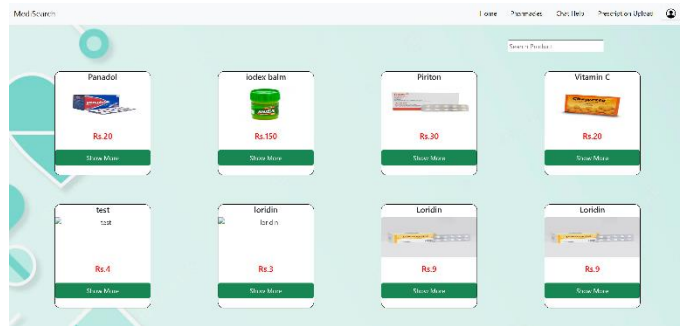 MediSearch Home Pharmacies Chat Help Prescription Upload
Search Product
Panadol iodex balm Piriton Vitamin C
Rs.20 Rs.150 Rs.30 Rs.20
Show More Show More Show More Show More
test loridin Loridin Loridin
test loridin
Rs.4 Rs.3 Rs.9 Rs.9
Show More Show More Show More Show More